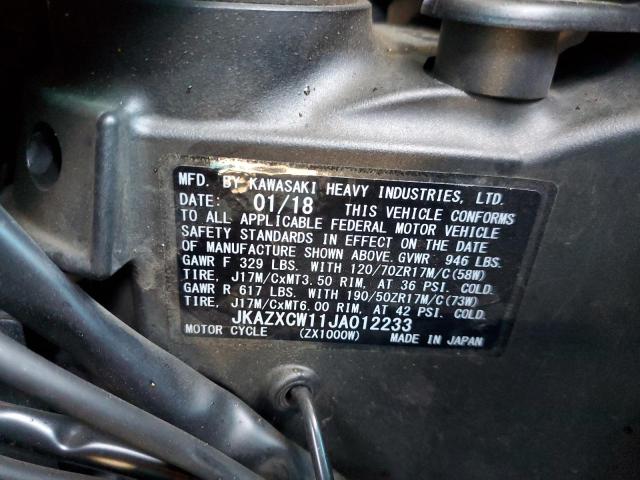 MFD. BY KAWASAKI HEAVY INDUSTRIES, LTD.
DATE: 01/18 THIS VEHICLE CONFORMS
TO ALL APPLICABLE FEDERAL MOTOR VEHICLE
SAFETY STANDARDS IN EFFECT ON THE DATE
OF MANUFACTURE SHOWN ABOVE. GVWR 946 LBS.
GAWR F 329 LBS. WITH 120/70ZR17M/C(58W)
TIRE, J17M/CxMT3.50 RIM, AT 36 PSI. COLD.
GAWR R 617 LBS. WITH 190/50ZR17M/C(73W)
TIRE, J17M/CxMT6.00 RIM, AT 42 PSI. COLD.
JKAZXCW11JA012233
MOTOR CYCLE (ZX1000W) MADE IN JAPAN